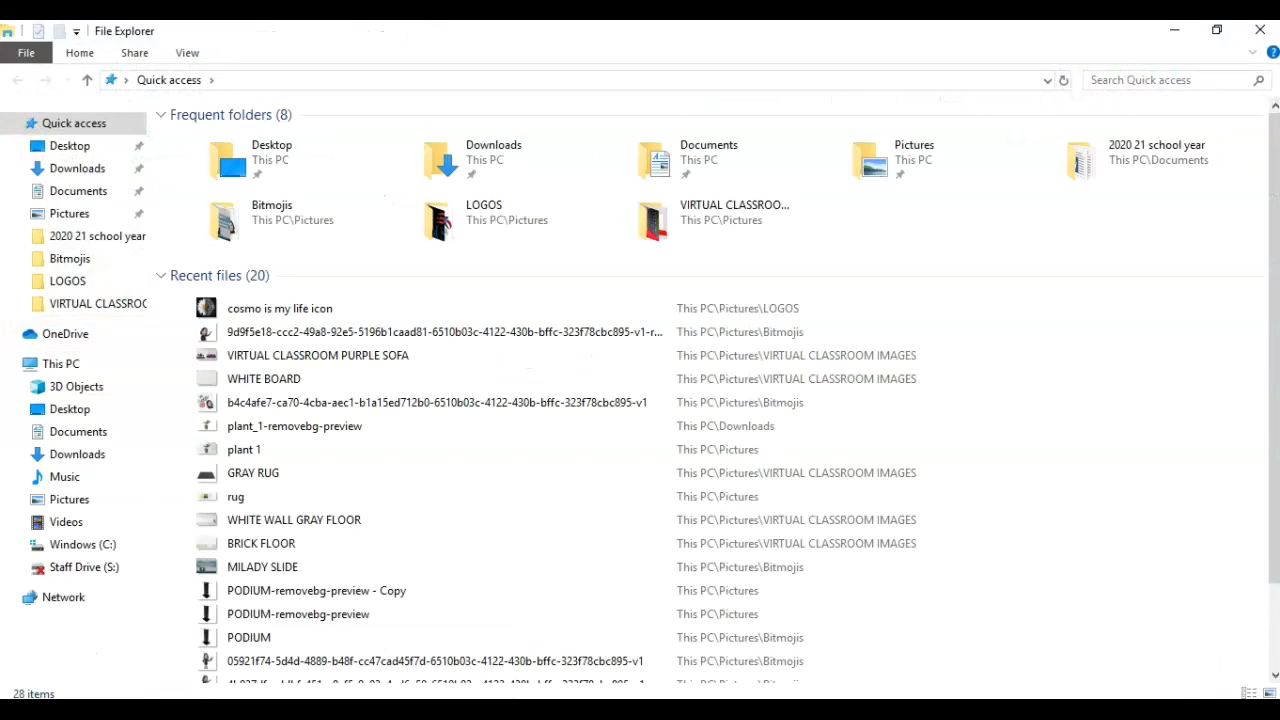 File Explorer
File Home Share View
Quick access
Search Quick access
Quick access
Desktop
Downloads
Documents
Pictures
2020 21 school year
Bitmojis
LOGOS
VIRTUAL CLASSROC
OneDrive
This PC
3D Objects
Desktop
Documents
Downloads
Music
Pictures
Videos
Windows (C:)
Staff Drive (S:)
Network
Frequent folders (8)
Desktop
This PC
Downloads
This PC
Documents
This PC
Pictures
This PC
2020 21 school year
This PC\Documents
Bitmojis
This PC\Pictures
LOGOS
This PC\Pictures
VIRTUAL CLASSROO...
This PC\Pictures
Recent files (20)
cosmo is my life icon This PC\Pictures\LOGOS
9d9f5e18-ccc2-49a8-92e5-5196b1caad81-6510b03c-4122-430b-bffc-323f78cbc895-v1-r... This PC\Pictures\Bitmojis
VIRTUAL CLASSROOM PURPLE SOFA This PC\Pictures\VIRTUAL CLASSROOM IMAGES
WHITE BOARD This PC\Pictures\VIRTUAL CLASSROOM IMAGES
b4c4afe7-ca70-4cba-aec1-b1a15ed712b0-6510b03c-4122-430b-bffc-323f78cbc895-v1 This PC\Pictures\Bitmojis
plant_1-removebg-preview This PC\Downloads
plant 1 This PC\Pictures
GRAY RUG This PC\Pictures\VIRTUAL CLASSROOM IMAGES
rug This PC\Pictures
WHITE WALL GRAY FLOOR This PC\Pictures\VIRTUAL CLASSROOM IMAGES
BRICK FLOOR This PC\Pictures\VIRTUAL CLASSROOM IMAGES
MILADY SLIDE This PC\Pictures\Bitmojis
PODIUM-removebg-preview - Copy This PC\Pictures
PODIUM-removebg-preview This PC\Pictures
PODIUM This PC\Pictures\Bitmojis
05921f74-5d4d-4889-b48f-cc47cad45f7d-6510b03c-4122-430b-bffc-323f78cbc895-v1 This PC\Pictures\Bitmojis
28 items